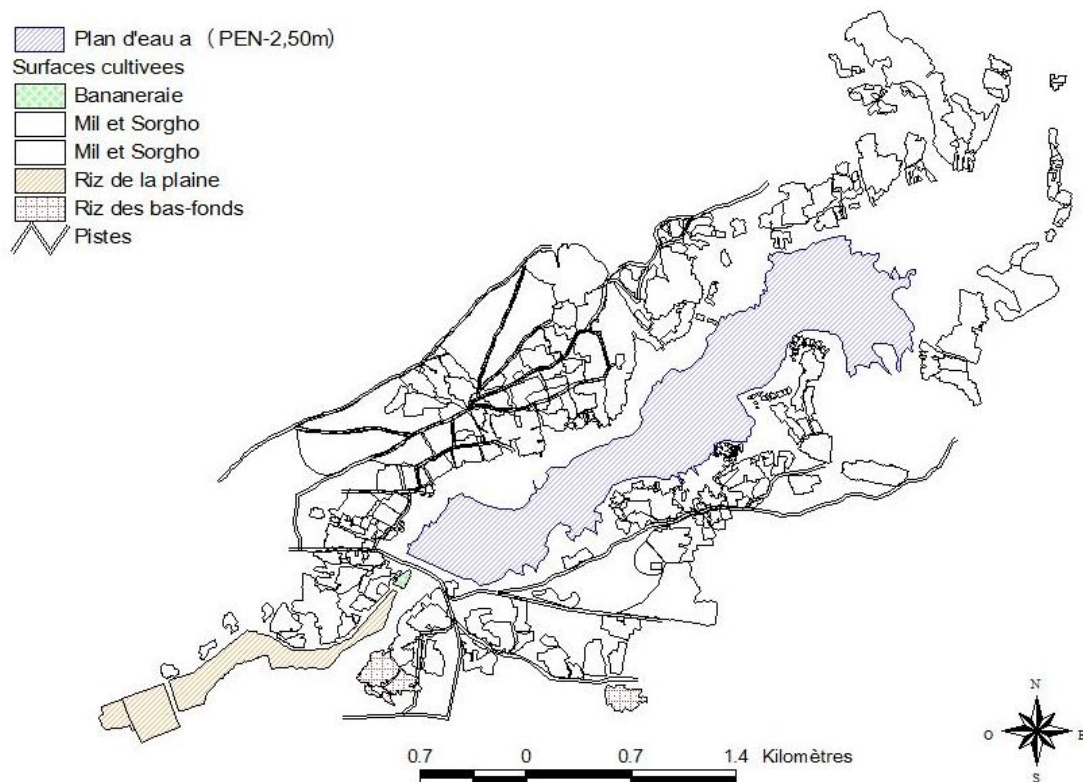 Plan d'eau a ( PEN-2,50m)
Surfaces cultivees
Bananeraie
Mil et Sorgho
Mil et Sorgho
Riz de la plaine
Riz des bas-fonds
Pistes
N
O E
S
0.7 0 0.7 1.4 Kilomètres